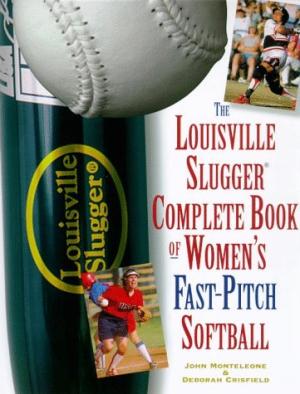 THE
LOUISVILLE
SLUGGER®
COMPLETE BOOK
OF WOMEN'S
FAST-PITCH
SOFTBALL
JOHN MONTELEONE
&
DEBORAH CRISFIELD
Louisville
Slugger®